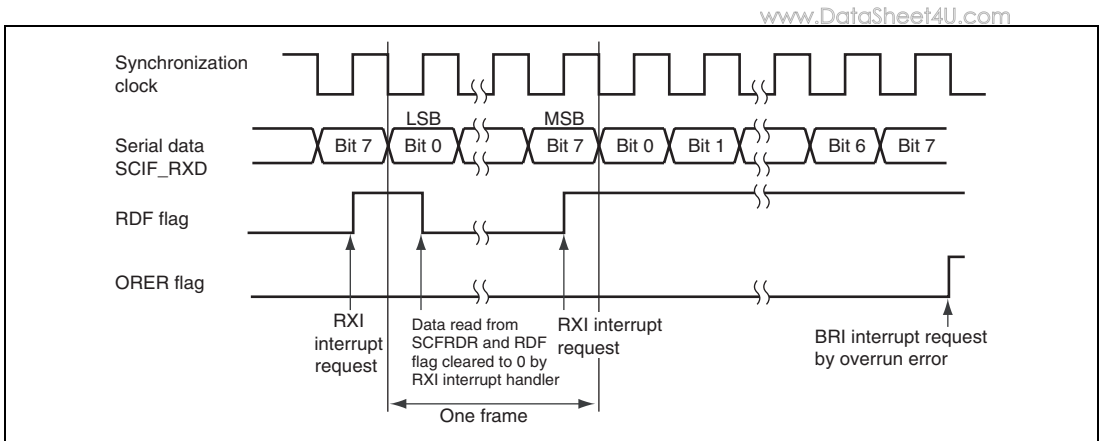 www.DataSheet4U.com
Synchronization
clock
LSB
MSB
Serial data
SCIF_RXD
Bit 7
Bit 0
Bit 7
Bit 0
Bit 1
Bit 6
Bit 7
RDF flag
ORER flag
RXI
interrupt
request
Data read from
SCFRDR and RDF
flag cleared to 0 by
RXI interrupt handler
RXI interrupt
request
BRI interrupt request
by overrun error
One frame